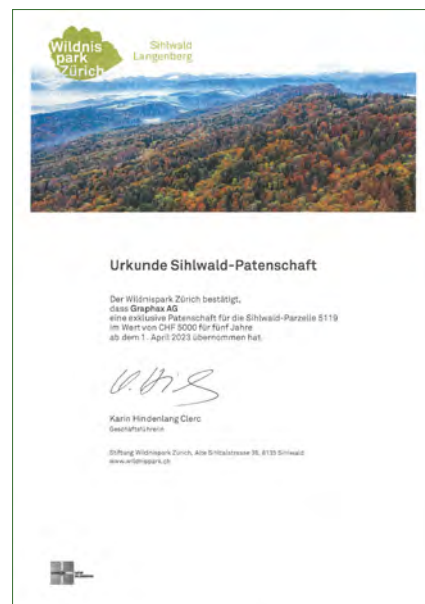 Wildnis
park
Zürich
Sihlwald
Langenberg
Urkunde Sihlwald-Patenschaft
Der Wildnispark Zürich bestätigt,
dass Graphax AG
eine exklusive Patenschaft für die Sihlwald-Parzelle 5119
im Wert von CHF 5000 für fünf Jahre
ab dem 1. April 2023 übernommen hat.
Karin Hindenlang Clerc
Geschäftsführerin
Stiftung Wildnispark Zürich, Alte Sihltalstrasse 38, 8135 Sihlwald
www.wildnispark.ch